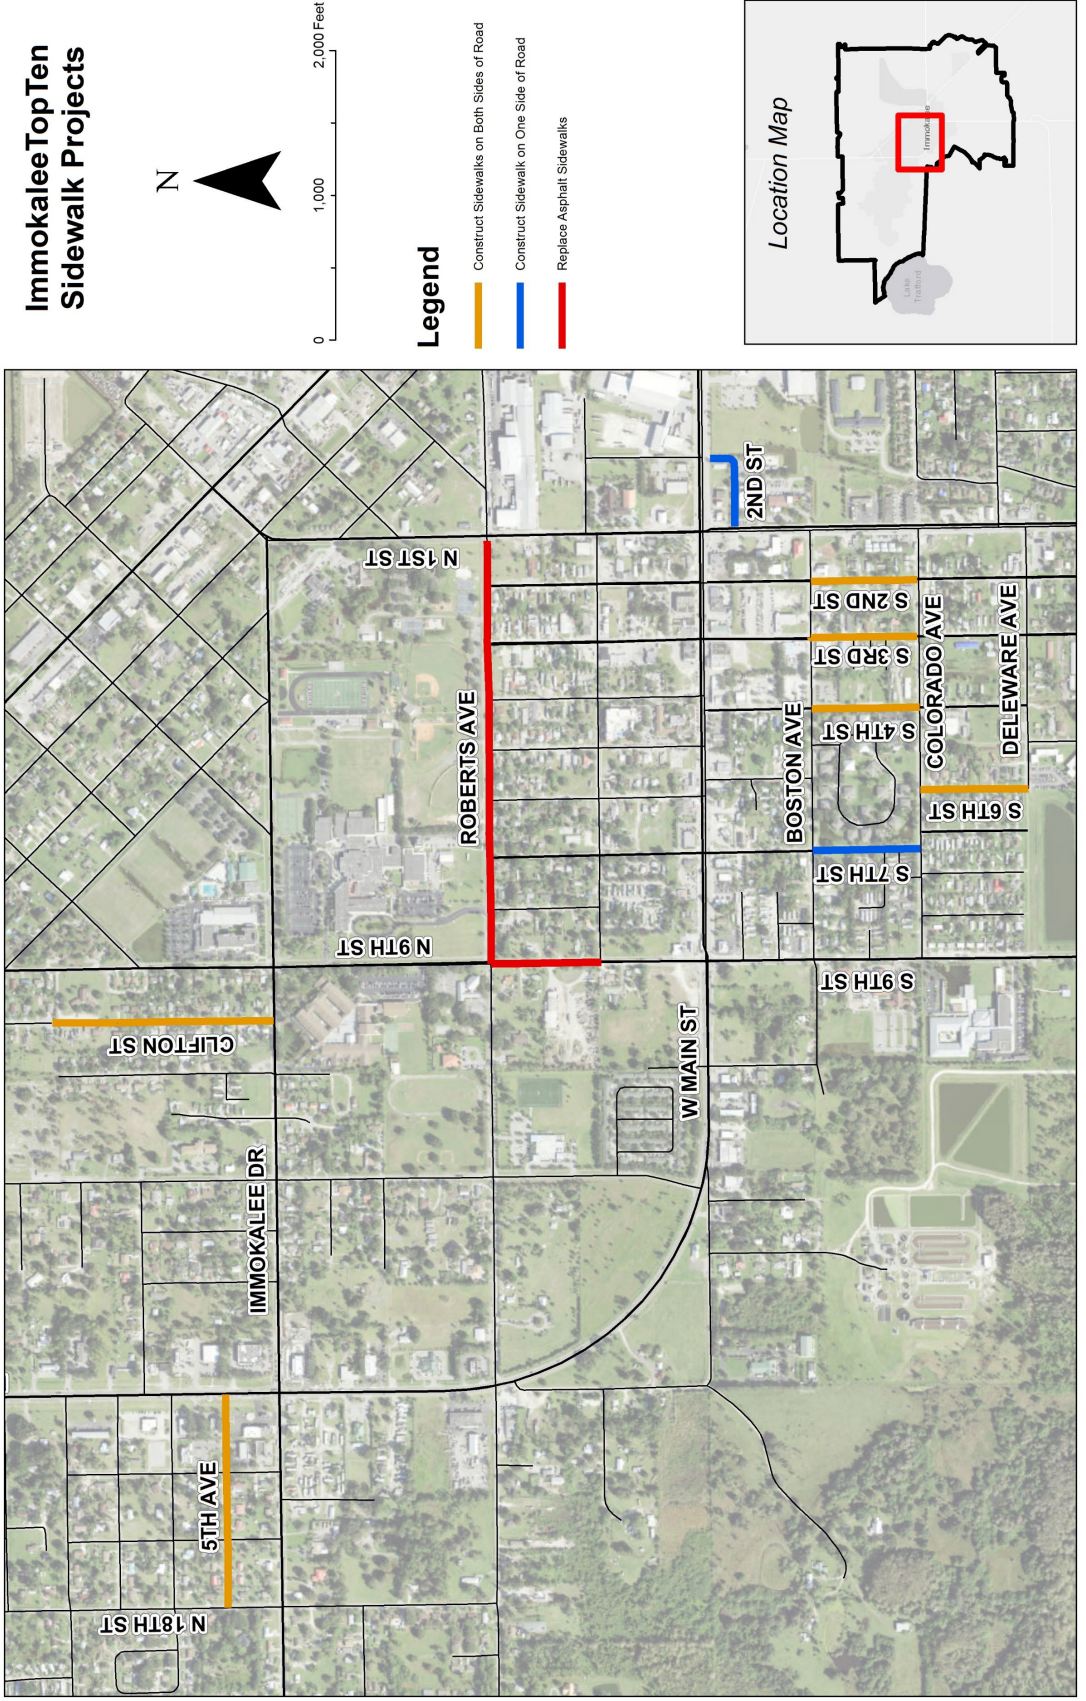 ImmokaleeTopTen
Sidewalk Projects
N
0
1,000
2,000 Feet
Legend
Construct Sidewalks on Both Sides of Road
Construct Sidewalk on One Side of Road
Replace Asphalt Sidewalks
Location Map
Immokalee
Lake
Trafford
N 18TH ST
5TH AVE
IMMOKALEE DR
CLIFTON ST
N 9TH ST
ROBERTS AVE
N 1ST ST
W MAIN ST
2ND ST
BOSTON AVE
S 9TH ST
S 7TH ST
S 6TH ST
S 4TH ST
S 3RD ST
S 2ND ST
COLORADO AVE
DELEWARE AVE